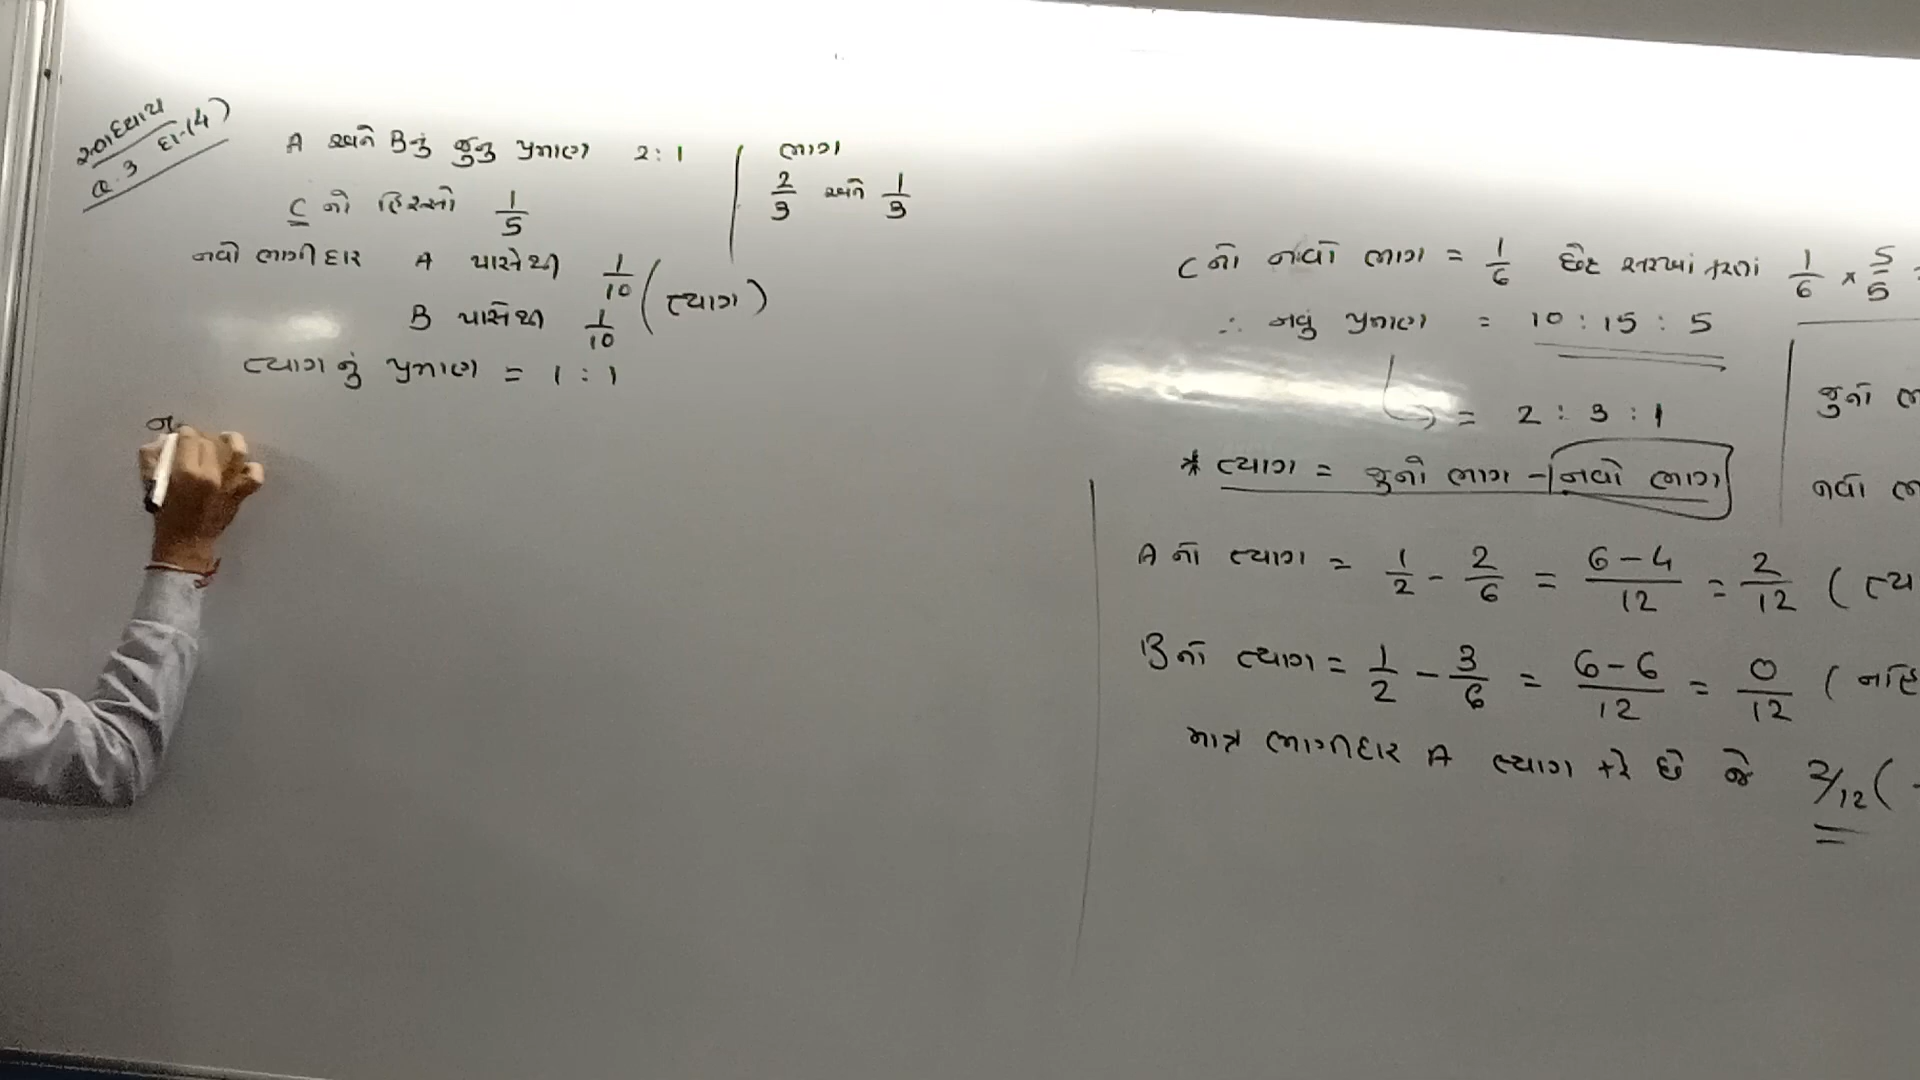 સ્વાધ્યાય
Q.3 દા-(4)
A અને Bનું જુનુ પ્રમાણ 2:1
ભાગ
2/3 અને 1/3
C નો હિસ્સો 1/5
નવો ભાગીદાર A પાસેથી 1/10
B પાસેથી 1/10 (ત્યાગ)
ત્યાગનું પ્રમાણ = 1:1
C નો નવો ભાગ = 1/6 છેદ સરખાં કરતાં 1/6 × 5/5 =
∴ નવું પ્રમાણ = 10:15:5
= 2:3:1
* ત્યાગ = જુનો ભાગ - નવો ભાગ
જુનો
નવો
A નો ત્યાગ = 1/2 - 2/6 = 6-4/12 = 2/12 (
B નો ત્યાગ = 1/2 - 3/6 = 6-6/12 = 0/12 (
માત્ર ભાગીદાર A ત્યાગ કરે છે જે 2/12 (